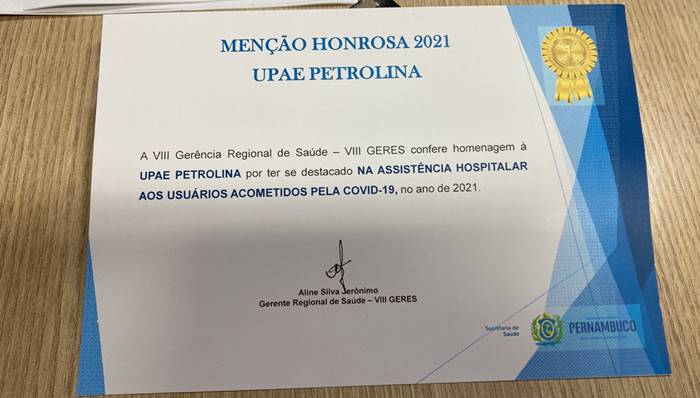 MENÇÃO HONROSA 2021
UPAE PETROLINA
A VIII Gerência Regional de Saúde – VIII GERES confere homenagem à
UPAE PETROLINA por ter se destacado NA ASSISTÊNCIA HOSPITALAR
AOS USUÁRIOS ACOMETIDOS PELA COVID-19, no ano de 2021.
Aline Silva Jerônimo
Gerente Regional de Saúde – VIII GERES
Secretaria de
Saúde
PERNAMBUCO